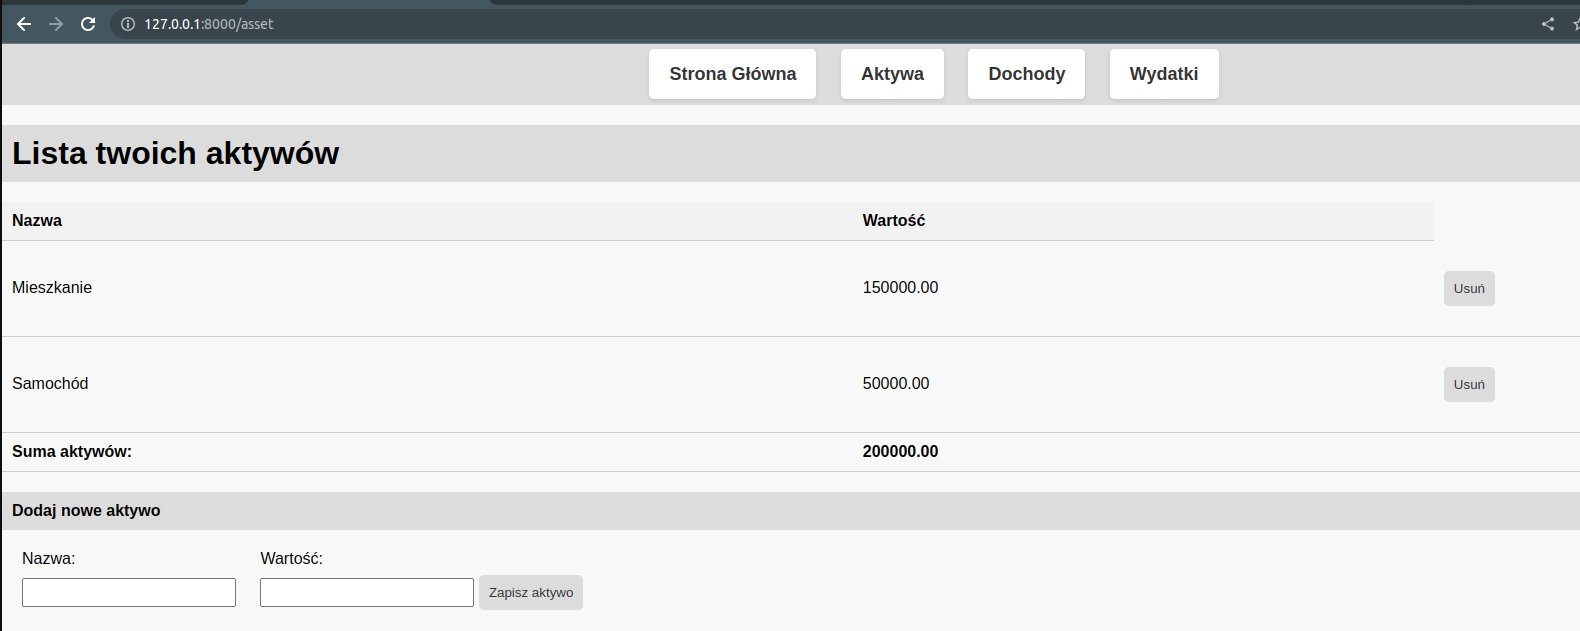 127.0.0.1:8000/asset
Strona Główna Aktywa Dochody Wydatki
Lista twoich aktywów
Nazwa Wartość
Mieszkanie 150000.00 Usuń
Samochód 50000.00 Usuń
Suma aktywów: 200000.00
Dodaj nowe aktywo
Nazwa: Wartość:
Zapisz aktywo